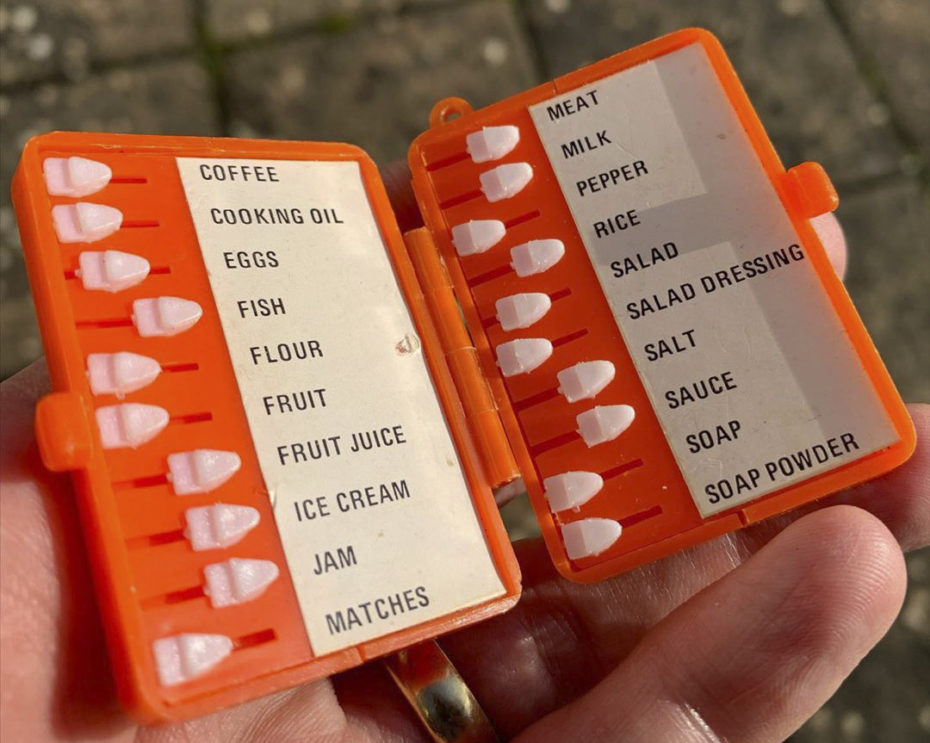 COFFEE
COOKING OIL
EGGS
FISH
FLOUR
FRUIT
FRUIT JUICE
ICE CREAM
JAM
MATCHES
MEAT
MILK
PEPPER
RICE
SALAD
SALAD DRESSING
SALT
SAUCE
SOAP
SOAP POWDER